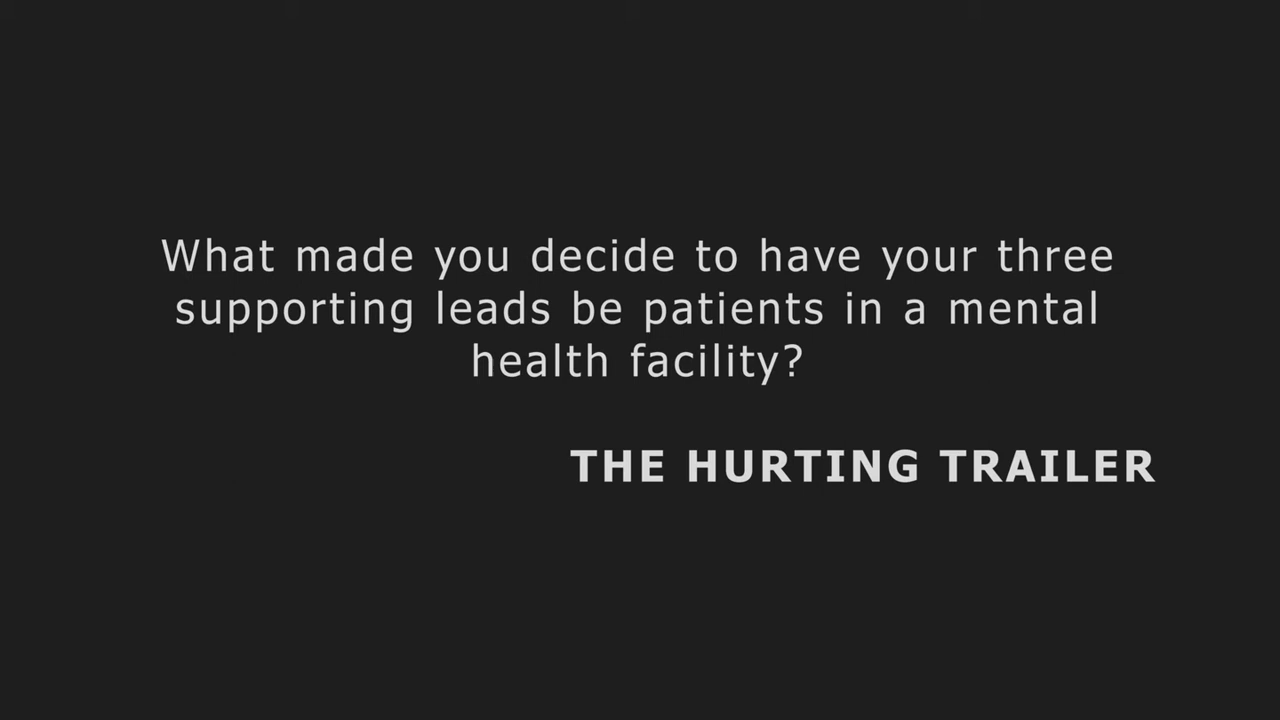 What made you decide to have your three
supporting leads be patients in a mental
health facility?
THE HURTING TRAILER